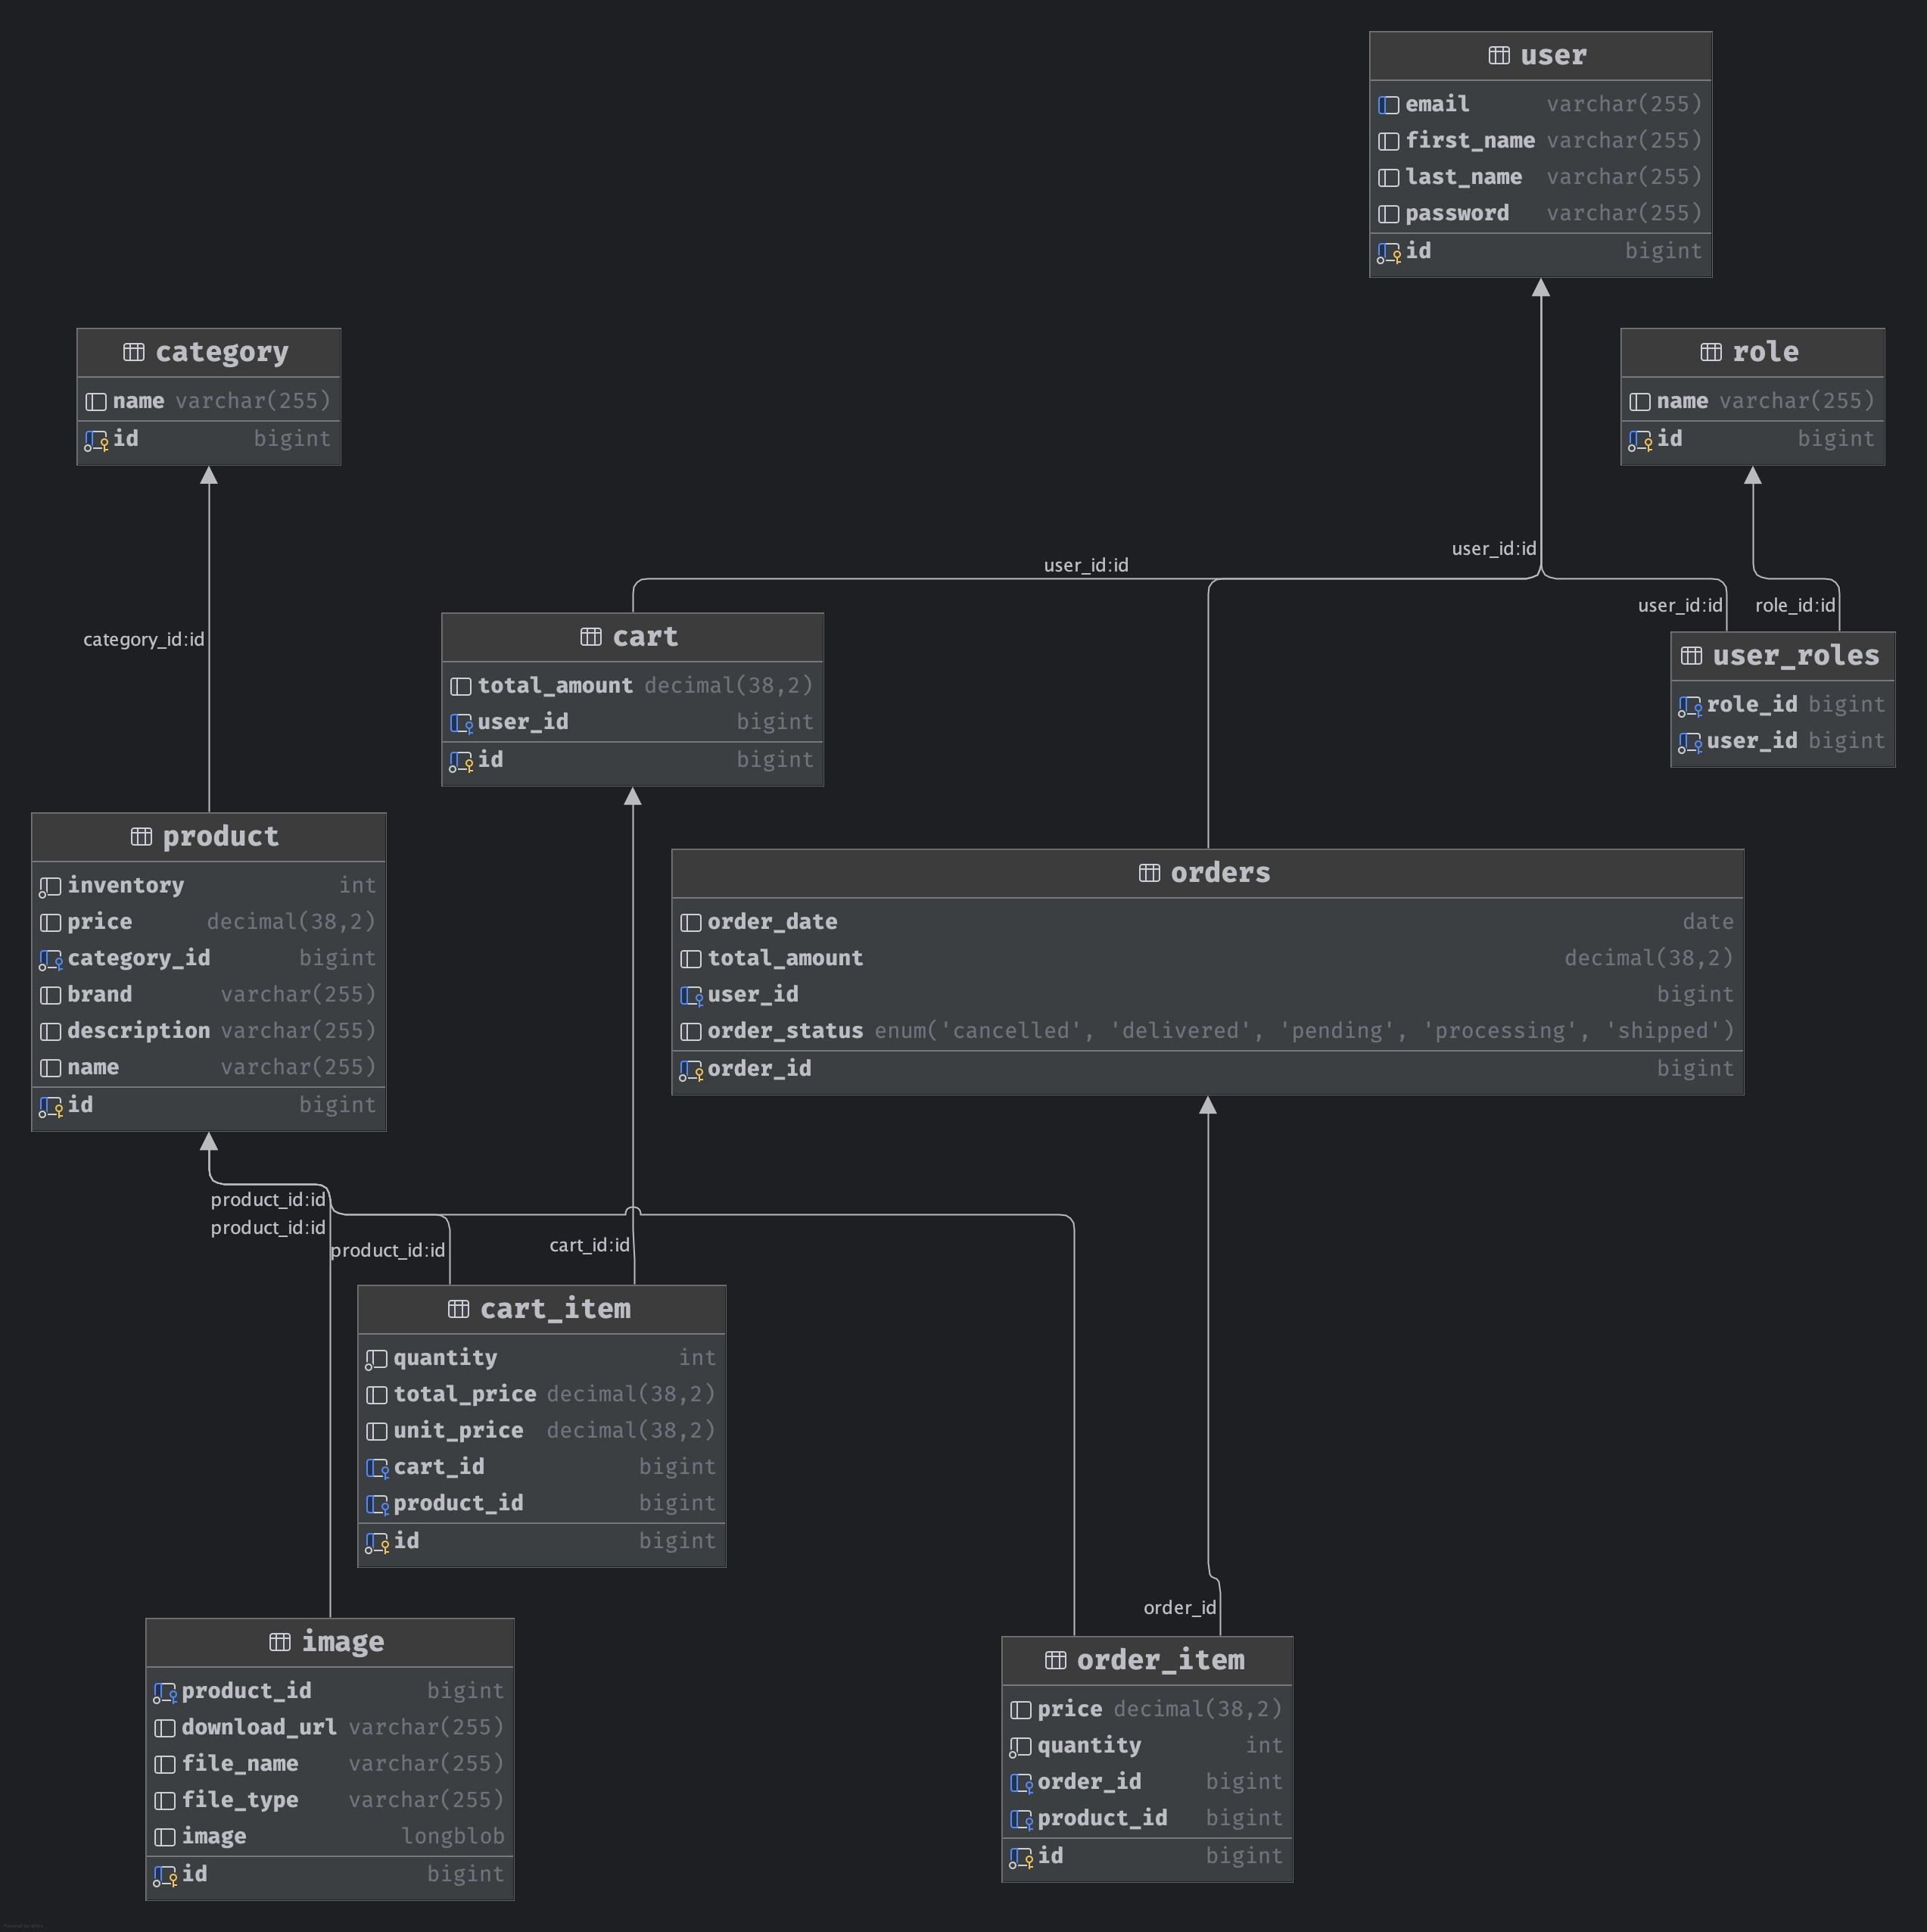 user
email varchar(255)
first_name varchar(255)
last_name varchar(255)
password varchar(255)
id bigint
category
name varchar(255)
id bigint
role
name varchar(255)
id bigint
user_id:id
user_id:id
user_id:id
role_id:id
category_id:id
cart
total_amount decimal(38,2)
user_id bigint
id bigint
user_roles
role_id bigint
user_id bigint
product
inventory int
price decimal(38,2)
category_id bigint
brand varchar(255)
description varchar(255)
name varchar(255)
id bigint
orders
order_date date
total_amount decimal(38,2)
user_id bigint
order_status enum('cancelled', 'delivered', 'pending', 'processing', 'shipped')
order_id bigint
product_id:id
product_id:id
product_id:id
cart_id:id
cart_item
quantity int
total_price decimal(38,2)
unit_price decimal(38,2)
cart_id bigint
product_id bigint
id bigint
order_id
image
product_id bigint
download_url varchar(255)
file_name varchar(255)
file_type varchar(255)
image longblob
id bigint
order_item
price decimal(38,2)
quantity int
order_id bigint
product_id bigint
id bigint